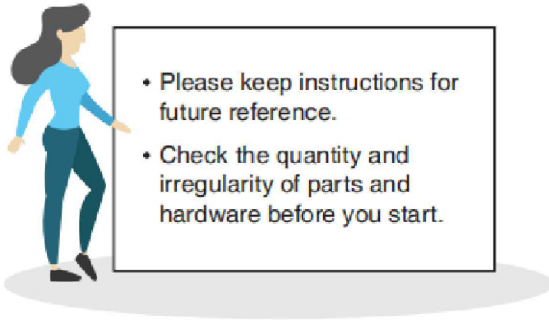 • Please keep instructions for
future reference.
• Check the quantity and
irregularity of parts and
hardware before you start.